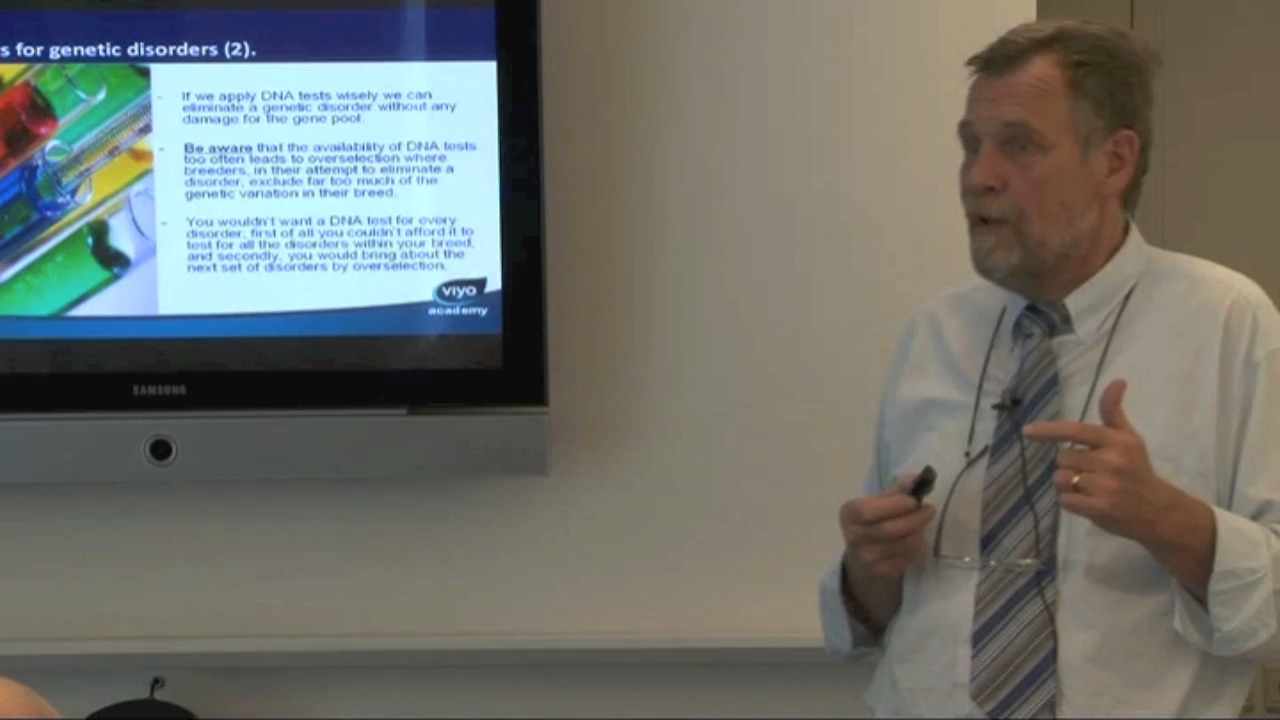 s for genetic disorders (2).
- If we apply DNA tests wisely we can
eliminate a genetic disorder without any
damage for the gene pool.
- Be aware that the availability of DNA tests
too often leads to overselection where
breeders, in their attempt to eliminate a
disorder, exclude far too much of the
genetic variation in their breed.
- You wouldn't want a DNA test for every
disorder, first of all you couldn't afford it to
test for all the disorders within your breed,
and secondly, you would bring about the
next set of disorders by overselection.
viyo
academy
SAMSUNG